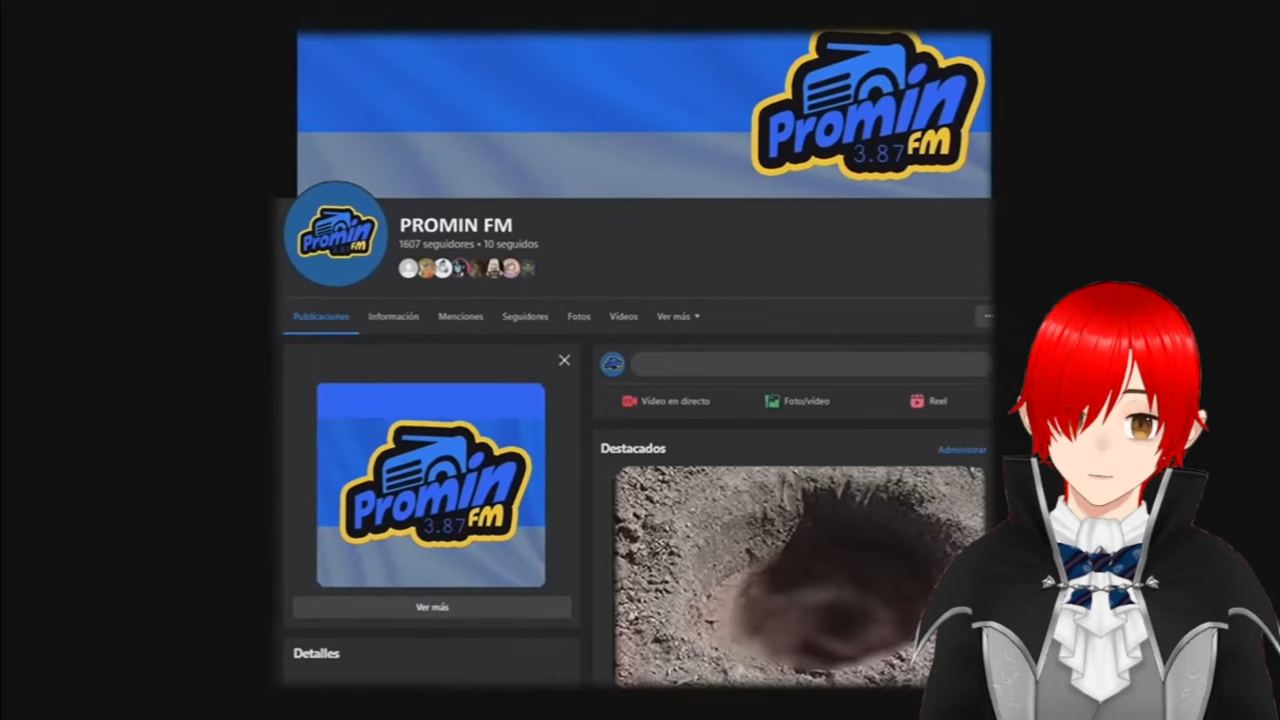 Promin
3.87 FM
Promin
3.87 FM
PROMIN FM
1607 seguidores • 10 seguidos
Publicaciones Información Menciones Seguidores Fotos Vídeos Ver más
Vídeo en directo Foto/vídeo Reel
Destacados Administrar
Promin
3.87 FM
Ver más
Detalles